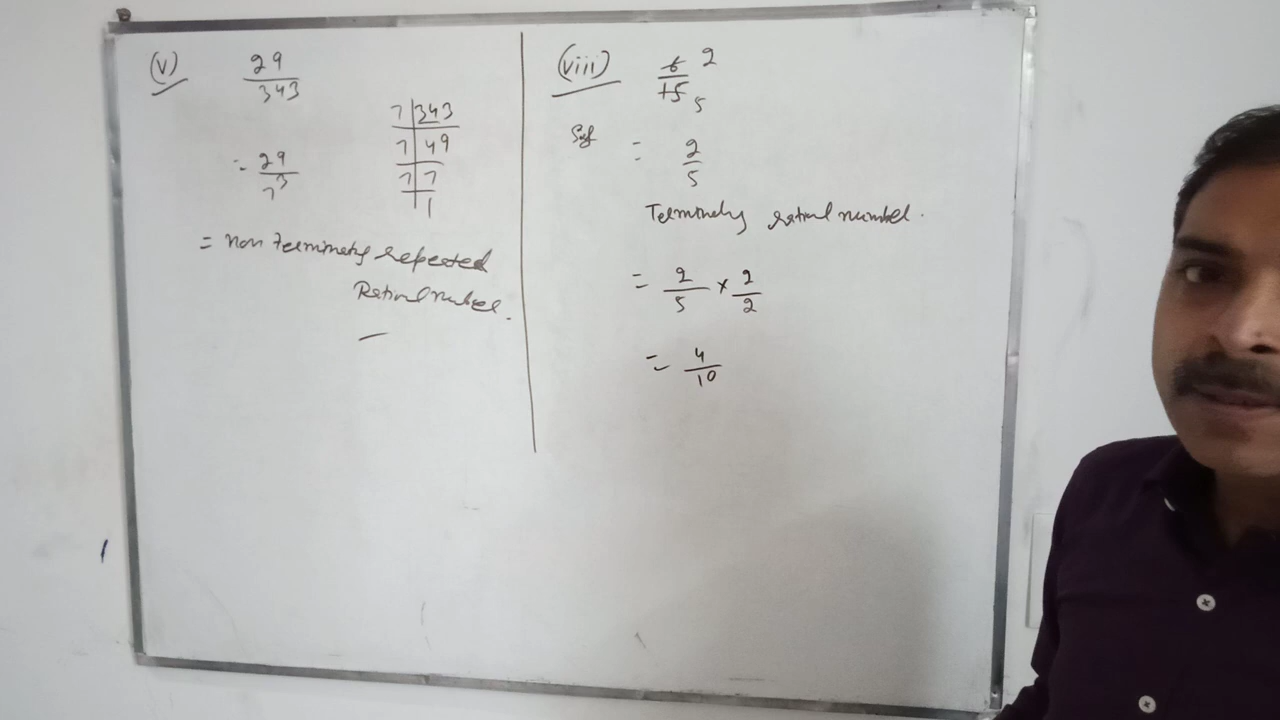 (v) 29/343
7 | 343
7 | 49
7 | 7
1
= 29/7³
= non terminating repeated
Rational number.
(viii) 6/15 2 5
Sol
= 2/5
Terminating rational number.
= 2/5 × 2/2
= 4/10